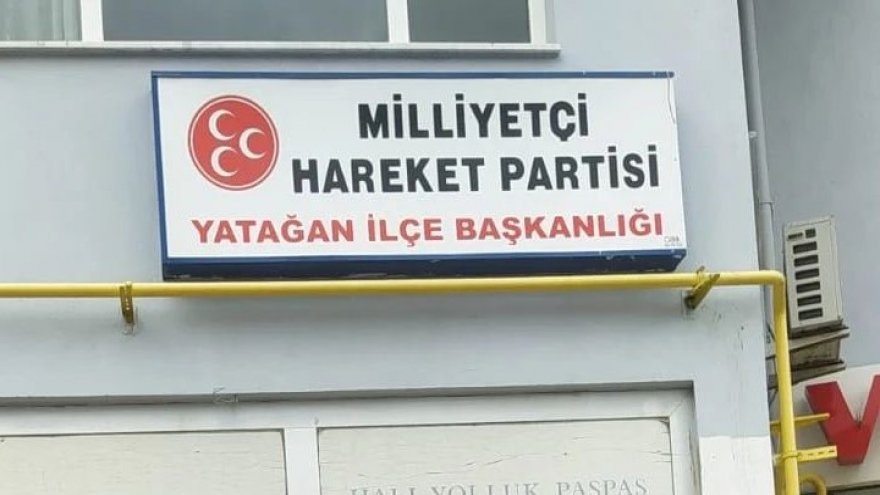 MİLLİYETÇİ
HAREKET PARTİSİ
YATAĞAN İLÇE BAŞKANLIĞI
HALI YOLLUK PASPAS